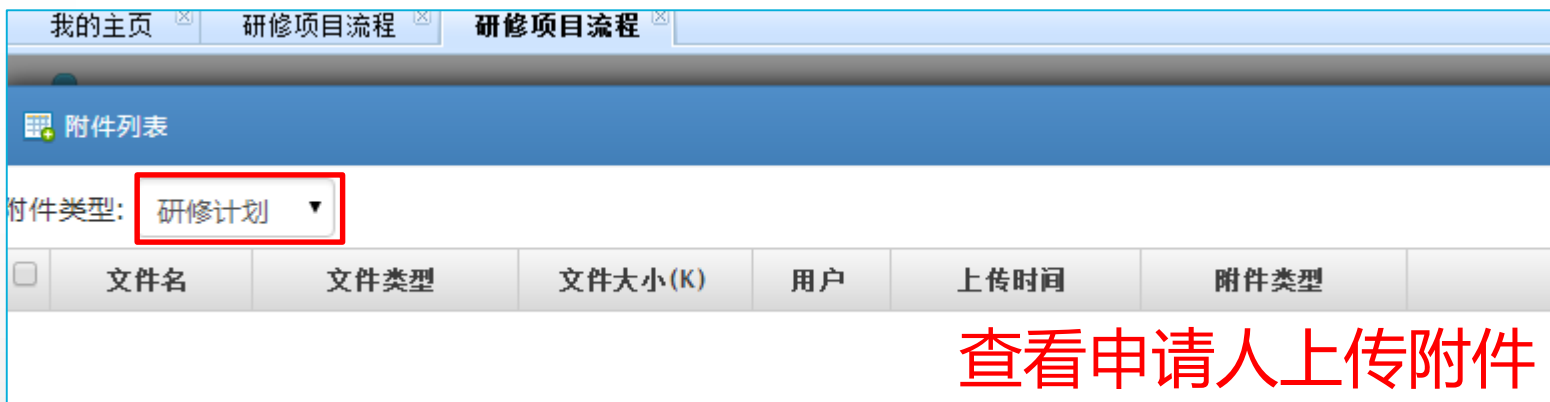 我的主页 研修项目流程 研修项目流程
附件列表
附件类型: 研修计划
文件名 文件类型 文件大小(K) 用户 上传时间 附件类型
查看申请人上传附件